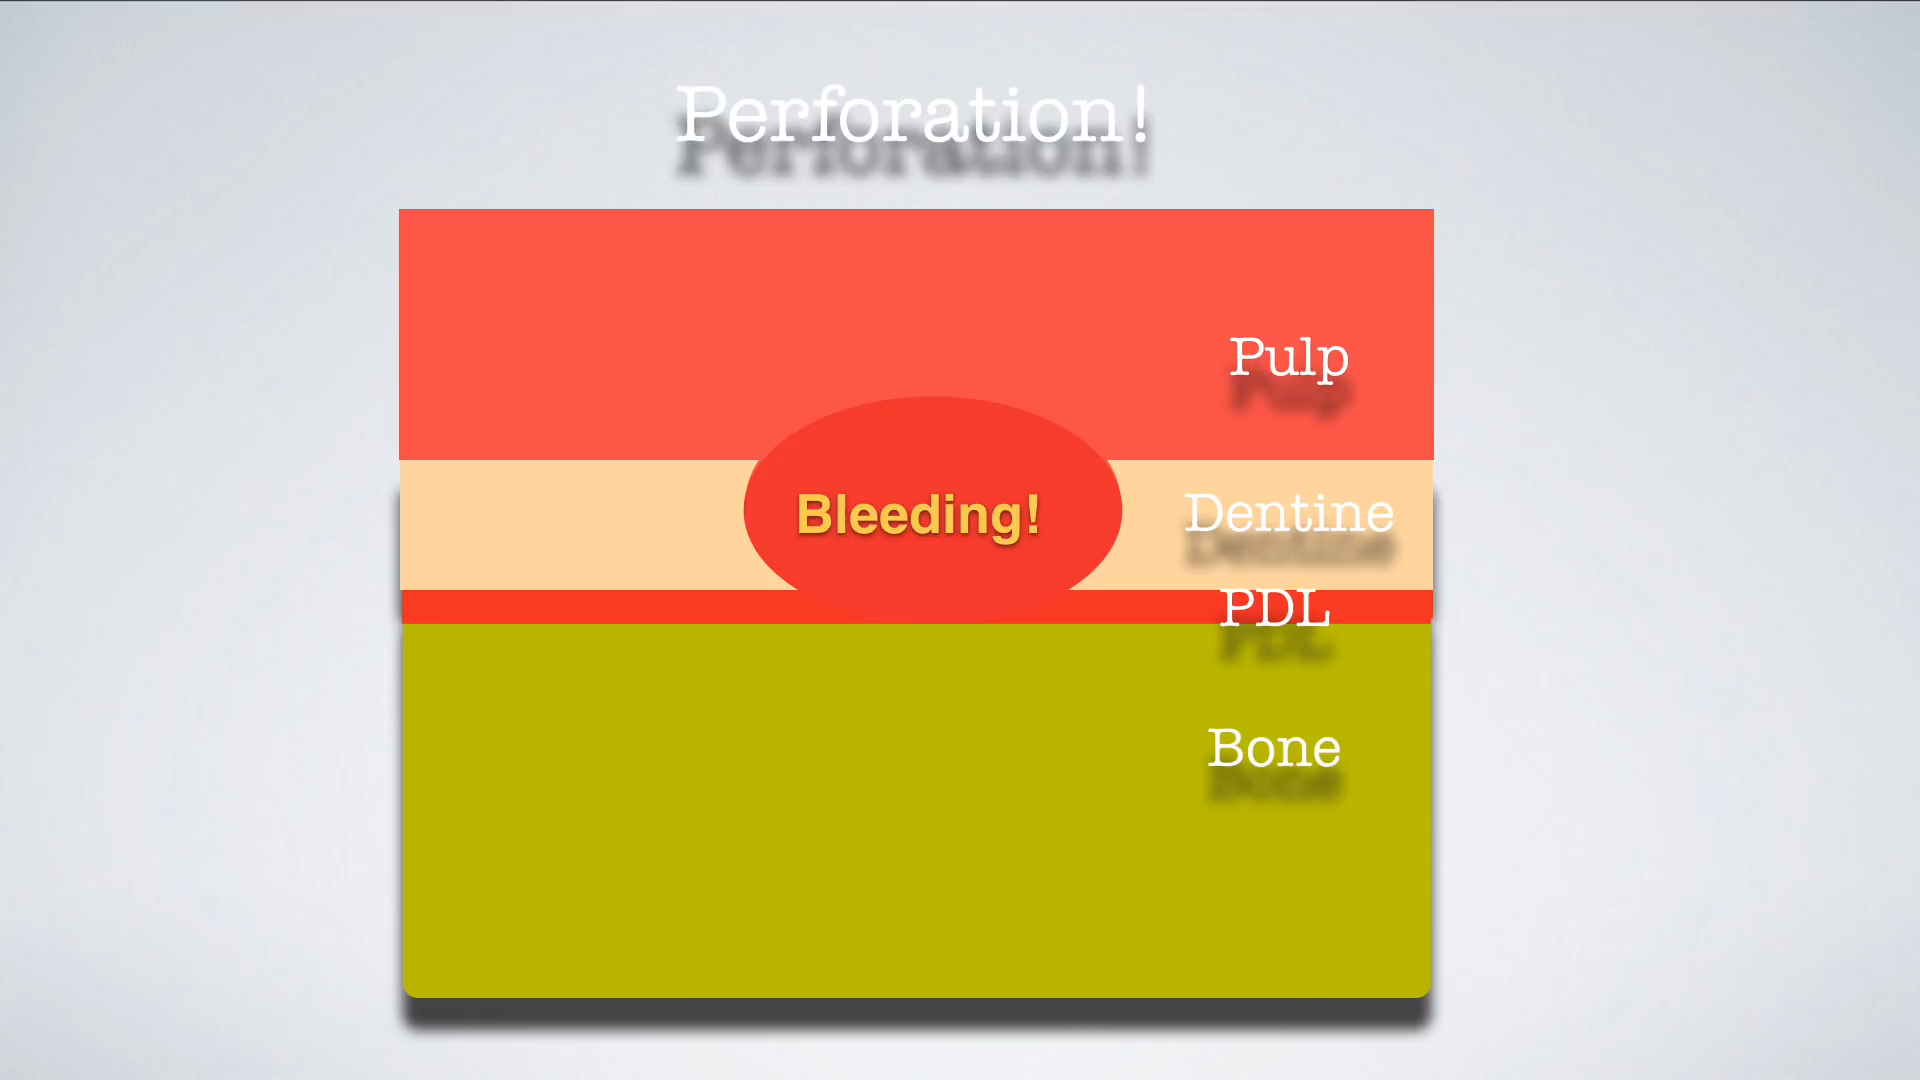 Perforation!
Pulp
Bleeding!
Dentine
PDL
Bone